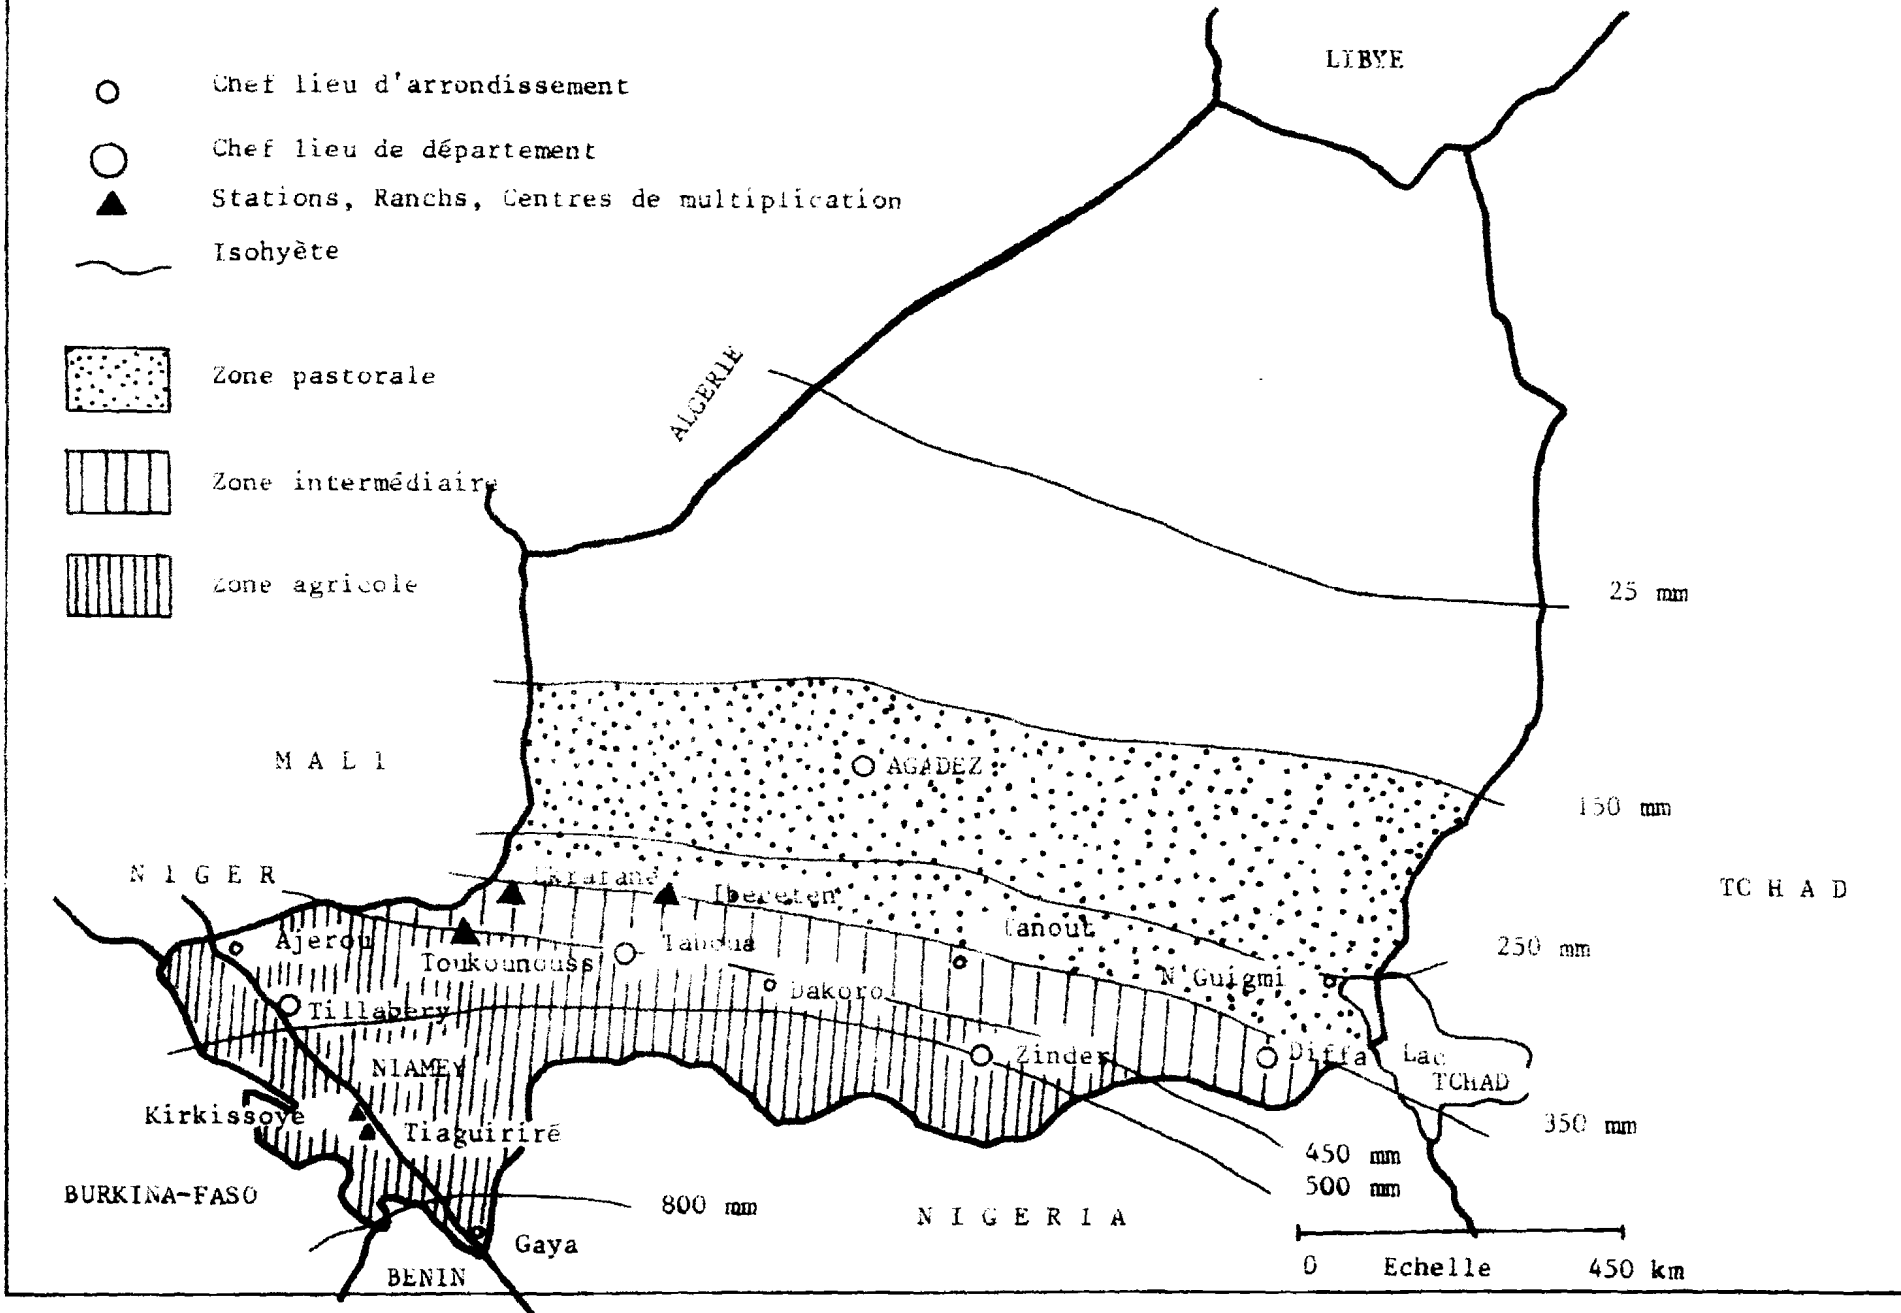 LIBYE
Chef lieu d'arrondissement
Chef lieu de département
Stations, Ranchs, Centres de multiplication
Isohyète
Zone pastorale
ALGERIE
Zone intermédiaire
Zone agricole
25 mm
MALI
AGADEZ
150 mm
NIGER
Ekrafane
Ibereten
TCHAD
Ajerou
Tahoua
Tanout
250 mm
Toukounouss
N'Guigmi
Dakoro
Tillabery
Zinder
Diffa
Lac
TCHAD
NIAMEY
Kirkissoye
Tiaguiriré
350 mm
450 mm
500 mm
BURKINA-FASO
800 mm
NIGERIA
Gaya
BENIN
0 Echelle 450 km